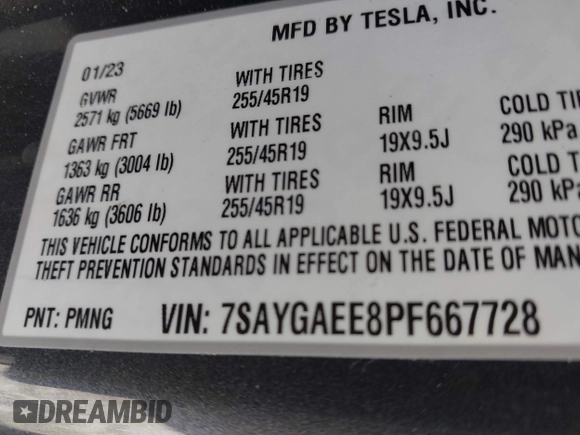 MFD BY TESLA, INC.
01/23
GVWR WITH TIRES COLD
2571 kg (5669 lb) 255/45R19
GAWR FRT WITH TIRES RIM 290 kPa
1363 kg (3004 lb) 255/45R19 19X9.5J
GAWR RR WITH TIRES RIM COLD
1636 kg (3606 lb) 255/45R19 19X9.5J 290 kPa
THIS VEHICLE CONFORMS TO ALL APPLICABLE U.S. FEDERAL
THEFT PREVENTION STANDARDS IN EFFECT ON THE DATE OF
PNT: PMNG VIN: 7SAYGAEE8PF667728
DREAMBID